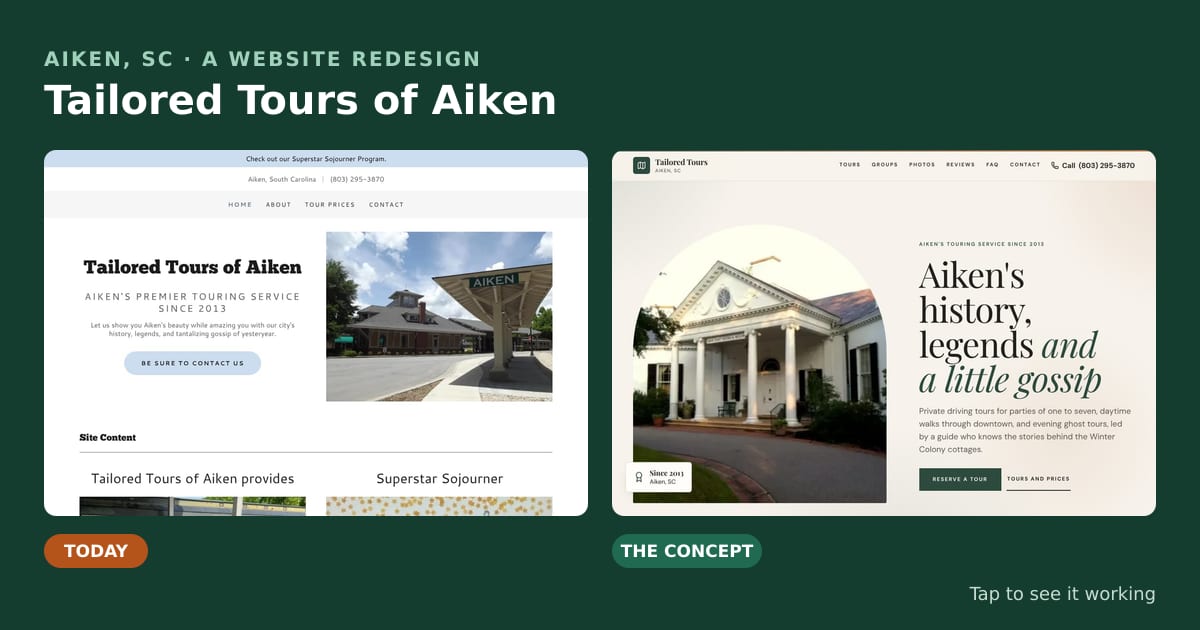 AIKEN, SC · A WEBSITE REDESIGN
Tailored Tours of Aiken
Check out our Superstar Sojourner Program.
Aiken, South Carolina | (803) 295-3870
HOME ABOUT TOUR PRICES CONTACT
Tailored Tours of Aiken
AIKEN'S PREMIER TOURING SERVICE
SINCE 2013
Let us show you Aiken's beauty while amazing you with our city's
history, legends, and tantalizing gossip of yesteryear.
BE SURE TO CONTACT US
AIKEN
Site Content
Tailored Tours of Aiken provides
Superstar Sojourner
TODAY
Tailored Tours
AIKEN, SC
TOURS GROUPS PHOTOS REVIEWS FAQ CONTACT Call (803) 295-3870
AIKEN'S TOURING SERVICE SINCE 2013
Aiken's
history,
legends and
a little gossip
Private driving tours for parties of one to seven, daytime
walks through downtown, and evening ghost tours, led
by a guide who knows the stories behind the Winter
Colony cottages.
RESERVE A TOUR TOURS AND PRICES
Since 2013
Aiken, SC
THE CONCEPT
Tap to see it working